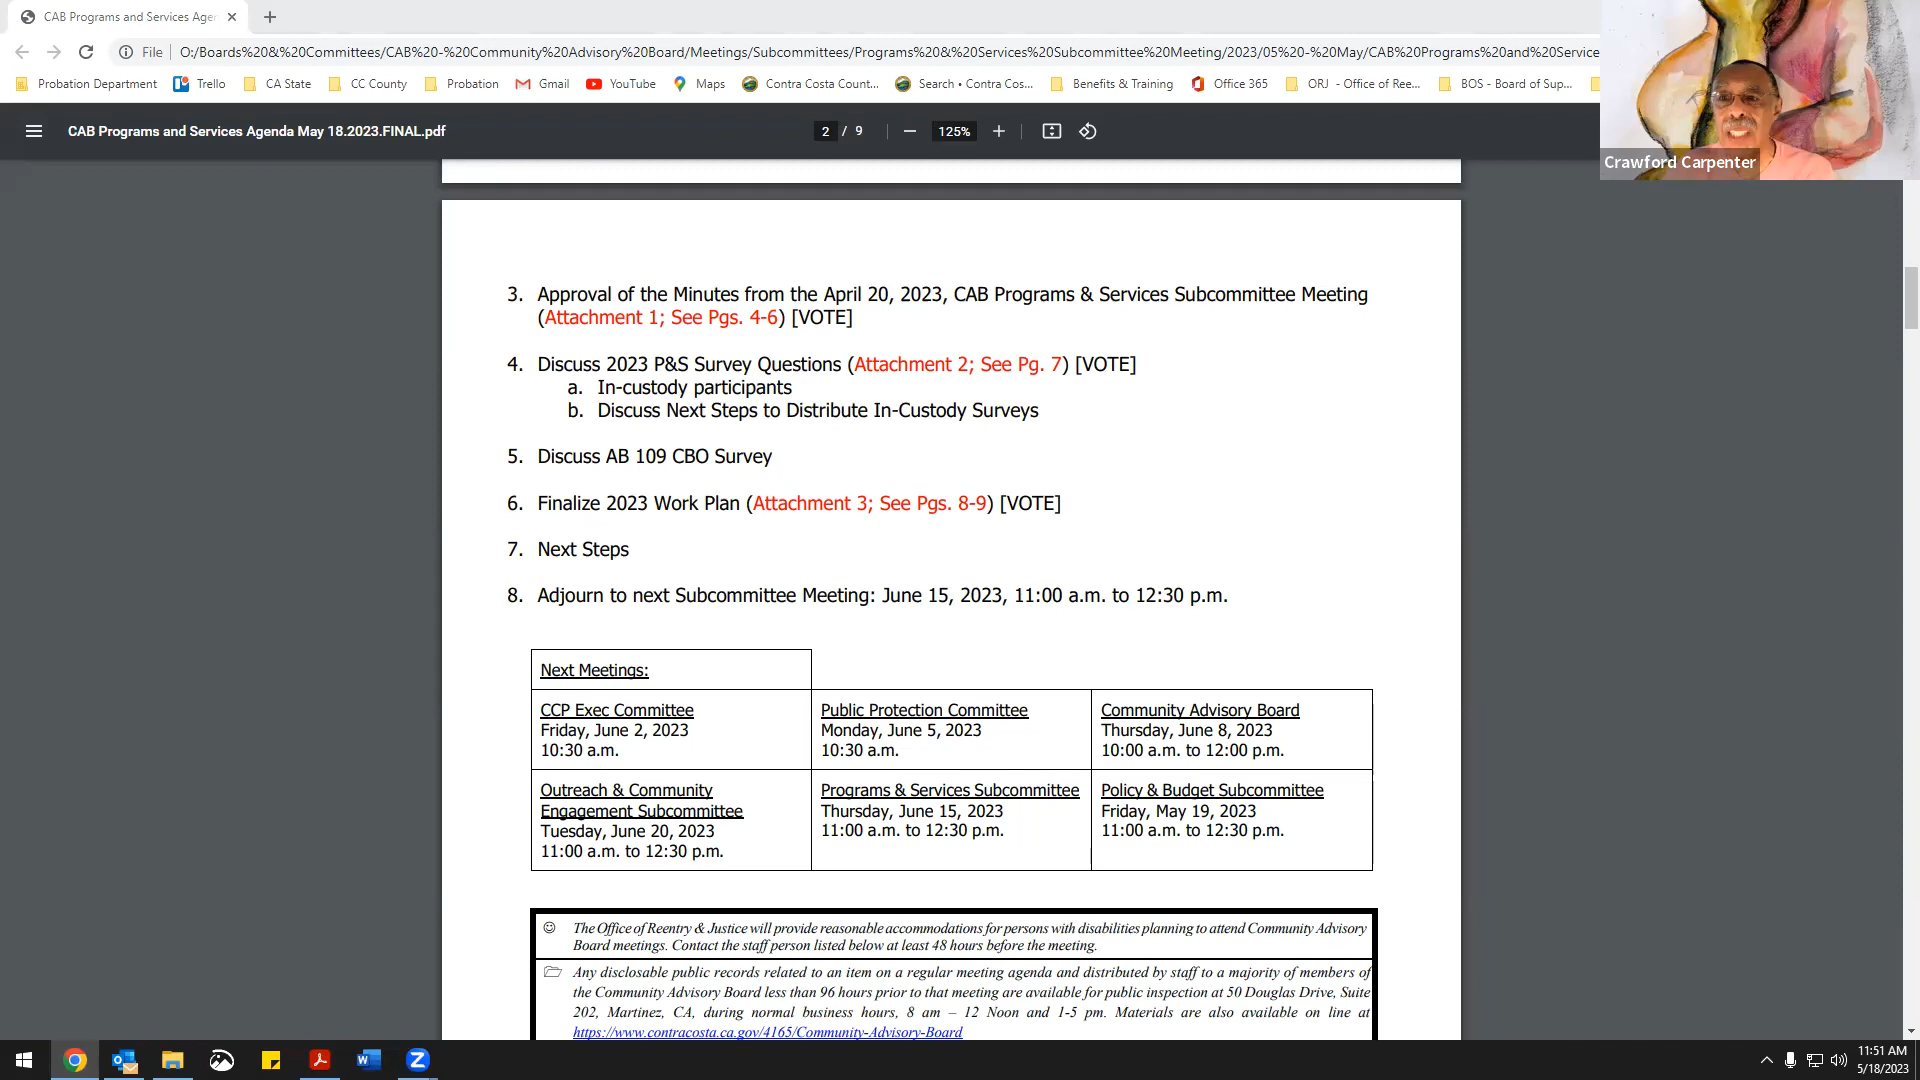 CAB Programs and Services Agen
File
O:/Boards%20&%20Committees/CAB%20-%20Community%20Advisory%20Board/Meetings/Subcommittees/Programs%20&%20Services%20Subcommittee%20Meeting/2023/05%20-%20May/CAB%20Programs%20and%20Service
Probation Department
Trello
CA State
CC County
Probation
Gmail
YouTube
Maps
Contra Costa Count...
Search • Contra Cos...
Benefits & Training
Office 365
ORJ - Office of Ree...
BOS - Board of Sup...
CAB Programs and Services Agenda May 18.2023.FINAL.pdf
2 / 9
125%
Crawford Carpenter
3. Approval of the Minutes from the April 20, 2023, CAB Programs & Services Subcommittee Meeting
(Attachment 1; See Pgs. 4-6) [VOTE]
4. Discuss 2023 P&S Survey Questions (Attachment 2; See Pg. 7) [VOTE]
a. In-custody participants
b. Discuss Next Steps to Distribute In-Custody Surveys
5. Discuss AB 109 CBO Survey
6. Finalize 2023 Work Plan (Attachment 3; See Pgs. 8-9) [VOTE]
7. Next Steps
8. Adjourn to next Subcommittee Meeting: June 15, 2023, 11:00 a.m. to 12:30 p.m.
Next Meetings:
CCP Exec Committee
Friday, June 2, 2023
10:30 a.m.
Public Protection Committee
Monday, June 5, 2023
10:30 a.m.
Community Advisory Board
Thursday, June 8, 2023
10:00 a.m. to 12:00 p.m.
Outreach & Community
Engagement Subcommittee
Tuesday, June 20, 2023
11:00 a.m. to 12:30 p.m.
Programs & Services Subcommittee
Thursday, June 15, 2023
11:00 a.m. to 12:30 p.m.
Policy & Budget Subcommittee
Friday, May 19, 2023
11:00 a.m. to 12:30 p.m.
The Office of Reentry & Justice will provide reasonable accommodations for persons with disabilities planning to attend Community Advisory
Board meetings. Contact the staff person listed below at least 48 hours before the meeting.
Any disclosable public records related to an item on a regular meeting agenda and distributed by staff to a majority of members of
the Community Advisory Board less than 96 hours prior to that meeting are available for public inspection at 50 Douglas Drive, Suite
202, Martinez, CA, during normal business hours, 8 am – 12 Noon and 1-5 pm. Materials are also available on line at
https://www.contracosta.ca.gov/4165/Community-Advisory-Board
11:51 AM
5/18/2023